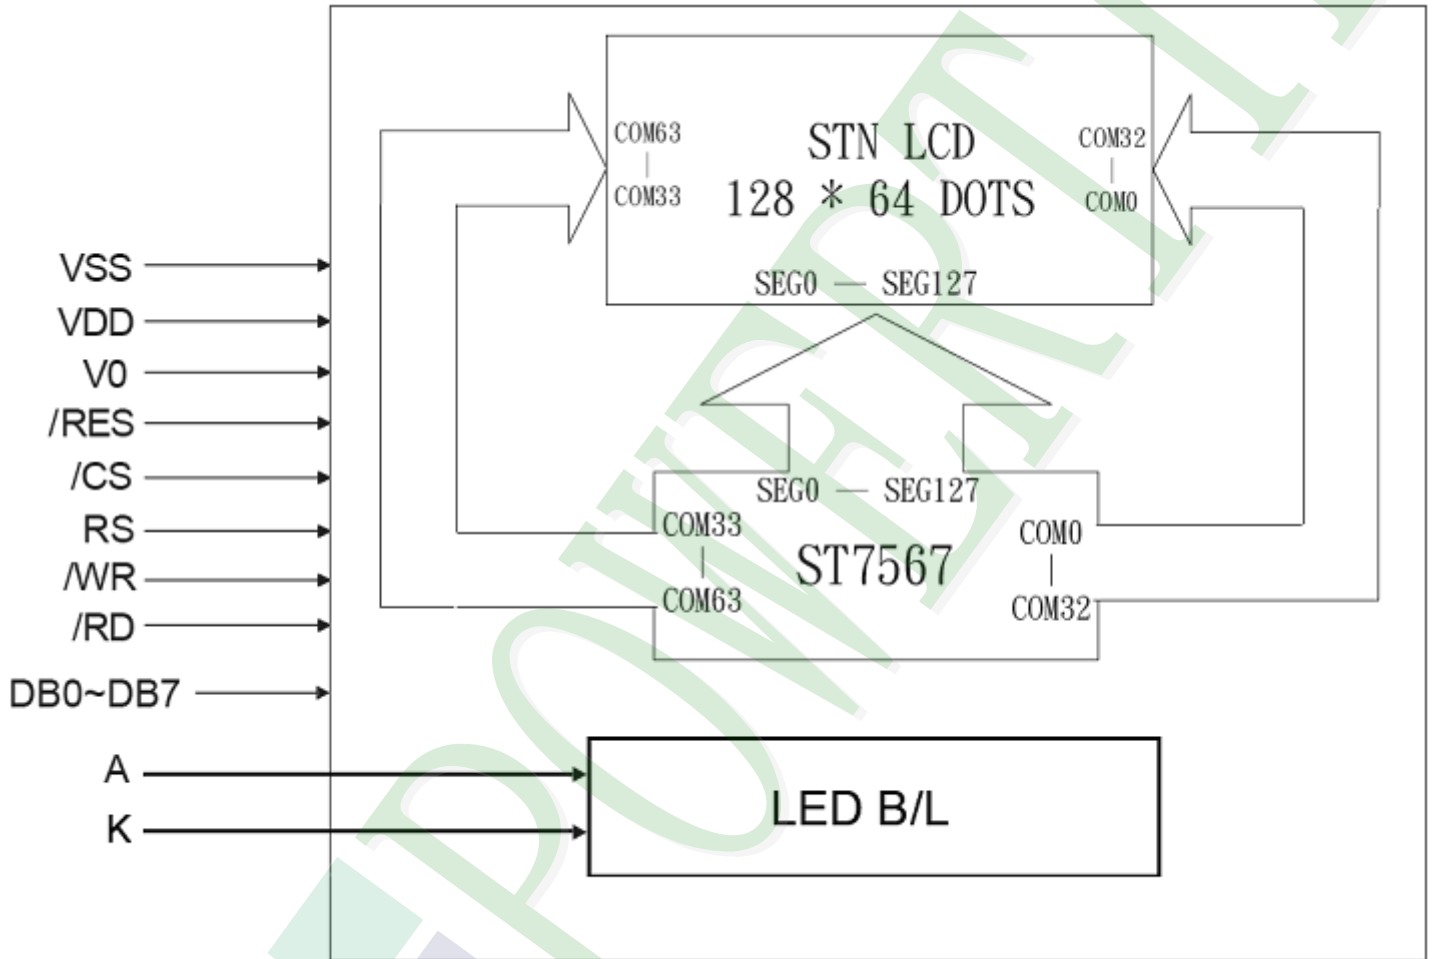 COM63
|
COM33
STN LCD
128 * 64 DOTS
COM32
|
COM0
SEG0 — SEG127
VSS
VDD
V0
/RES
/CS
RS
/WR
/RD
DB0~DB7
A
K
SEG0 — SEG127
COM33
|
COM63
ST7567
COM0
|
COM32
LED B/L
POWERTI